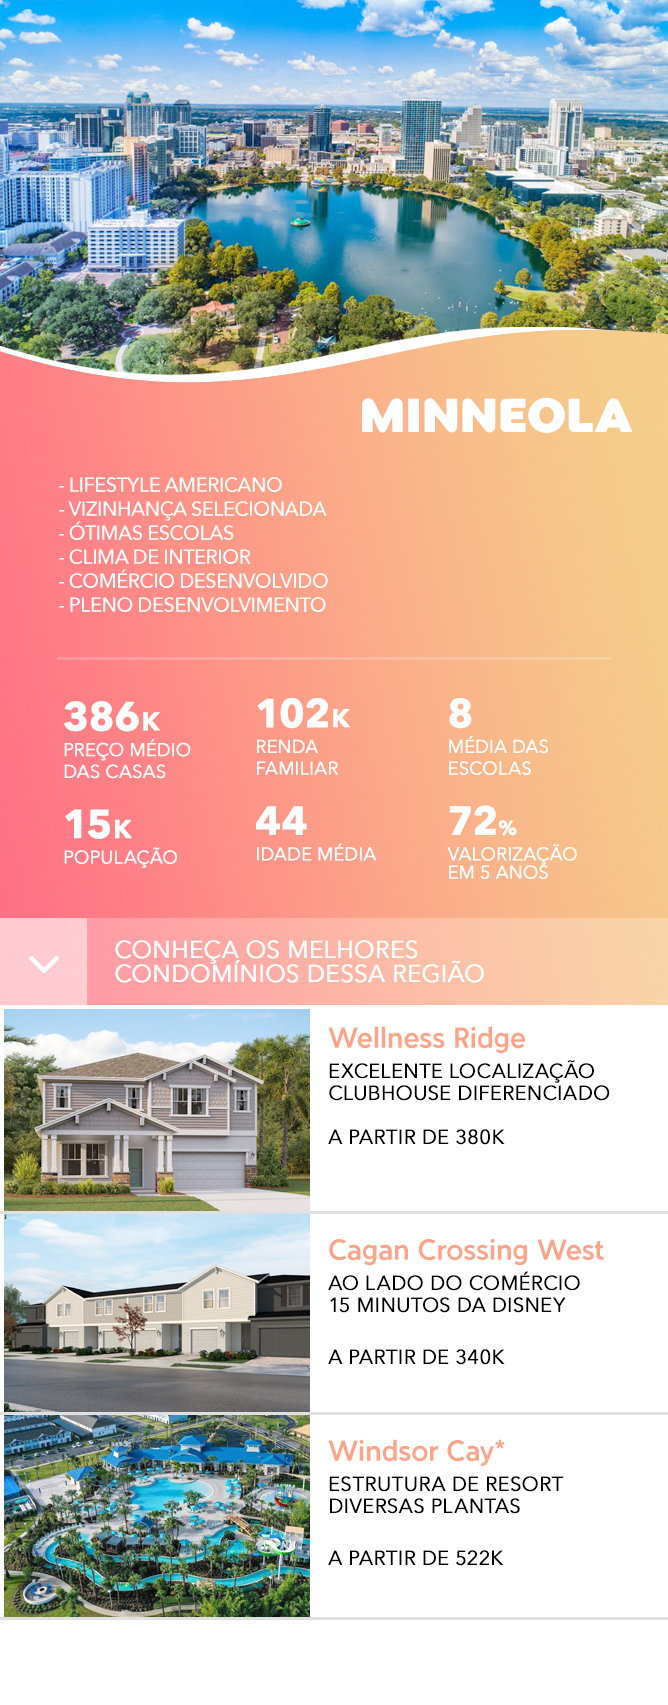 MINNEOLA
- LIFESTYLE AMERICANO
- VIZINHANÇA SELECIONADA
- ÓTIMAS ESCOLAS
- CLIMA DE INTERIOR
- COMÉRCIO DESENVOLVIDO
- PLENO DESENVOLVIMENTO
386K
PREÇO MÉDIO
DAS CASAS
102K
RENDA
FAMILIAR
8
MÉDIA DAS
ESCOLAS
15K
POPULAÇÃO
44
IDADE MÉDIA
72%
VALORIZAÇÃO
EM 5 ANOS
CONHEÇA OS MELHORES
CONDOMÍNIOS DESSA REGIÃO
Wellness Ridge
EXCELENTE LOCALIZAÇÃO
CLUBHOUSE DIFERENCIADO
A PARTIR DE 380K
Cagan Crossing West
AO LADO DO COMÉRCIO
15 MINUTOS DA DISNEY
A PARTIR DE 340K
Windsor Cay*
ESTRUTURA DE RESORT
DIVERSAS PLANTAS
A PARTIR DE 522K